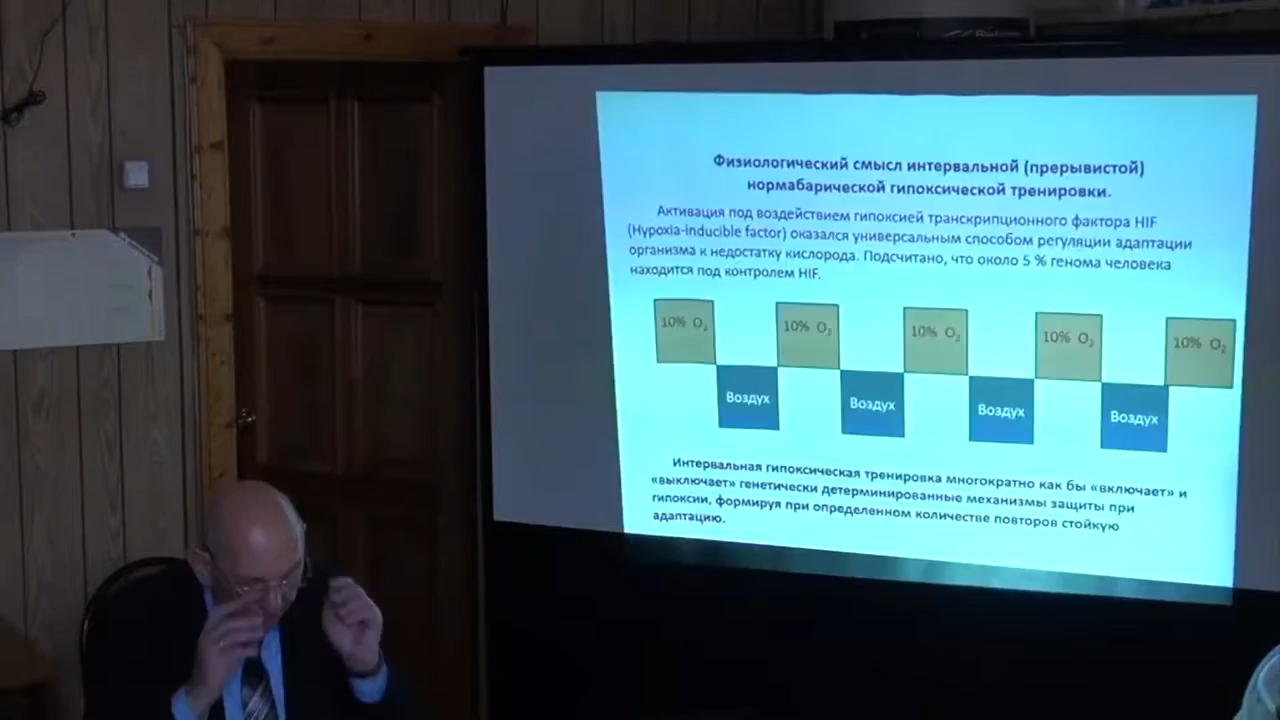 Физиологический смысл интервальной (прерывистой)
нормабарической гипоксической тренировки.
Активация под воздействием гипоксией транскрипционного фактора HIF
(Hypoxia-inducible factor) оказался универсальным способом регуляции адаптации
организма к недостатку кислорода. Подсчитано, что около 5 % генома человека
находится под контролем HIF.
10% O₂
10% O₂
10% O₂
10% O₂
10% O₂
Воздух
Воздух
Воздух
Воздух
Интервальная гипоксическая тренировка многократно как бы «включает» и
«выключает» генетически детерминированные механизмы защиты при
гипоксии, формируя при определенном количестве повторов стойкую
адаптацию.